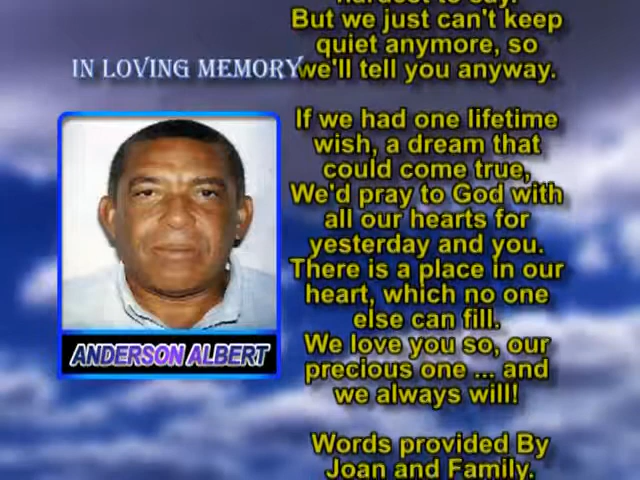 IN LOVING MEMORY
ANDERSON ALBERT
But we just can't keep
quiet anymore, so
we'll tell you anyway.
If we had one lifetime
wish, a dream that
could come true,
We'd pray to God with
all our hearts for
yesterday and you.
There is a place in our
heart, which no one
else can fill.
We love you so, our
precious one ... and
we always will!
Words provided By
Joan and Family.